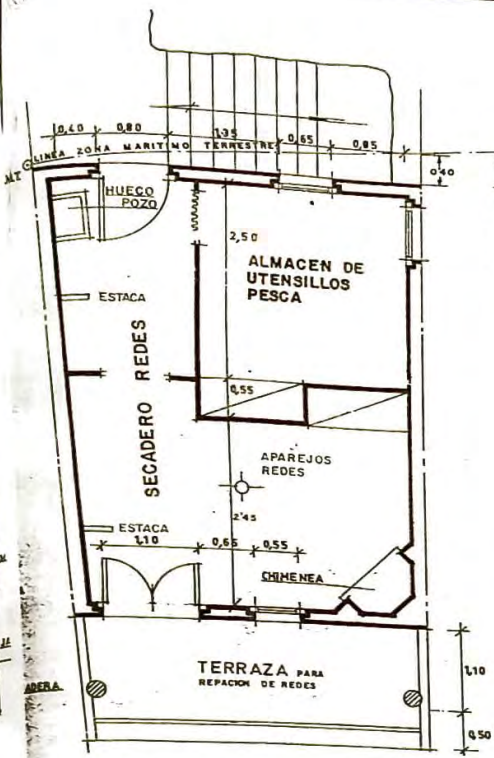 0,40 0,80 1,35 0,65 0,85
M.T. LINEA ZONA MARITIMO TERRESTRE
0,40
HUECO
POZO
2,50
ALMACEN DE
UTENSILLOS
PESCA
ESTACA
SECADERO REDES
0,55
APAREJOS
REDES
2'45
ESTACA
1,10 0,65 0,55
CHIMENEA
TERRAZA PARA
REPACION DE REDES
1,10
ADERA
0,50